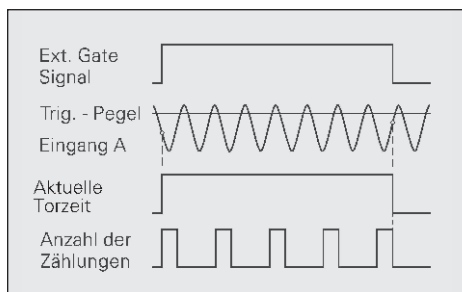 Ext. Gate
Signal
Trig. - Pegel
Eingang A
Aktuelle
Torzeit
Anzahl der
Zählungen